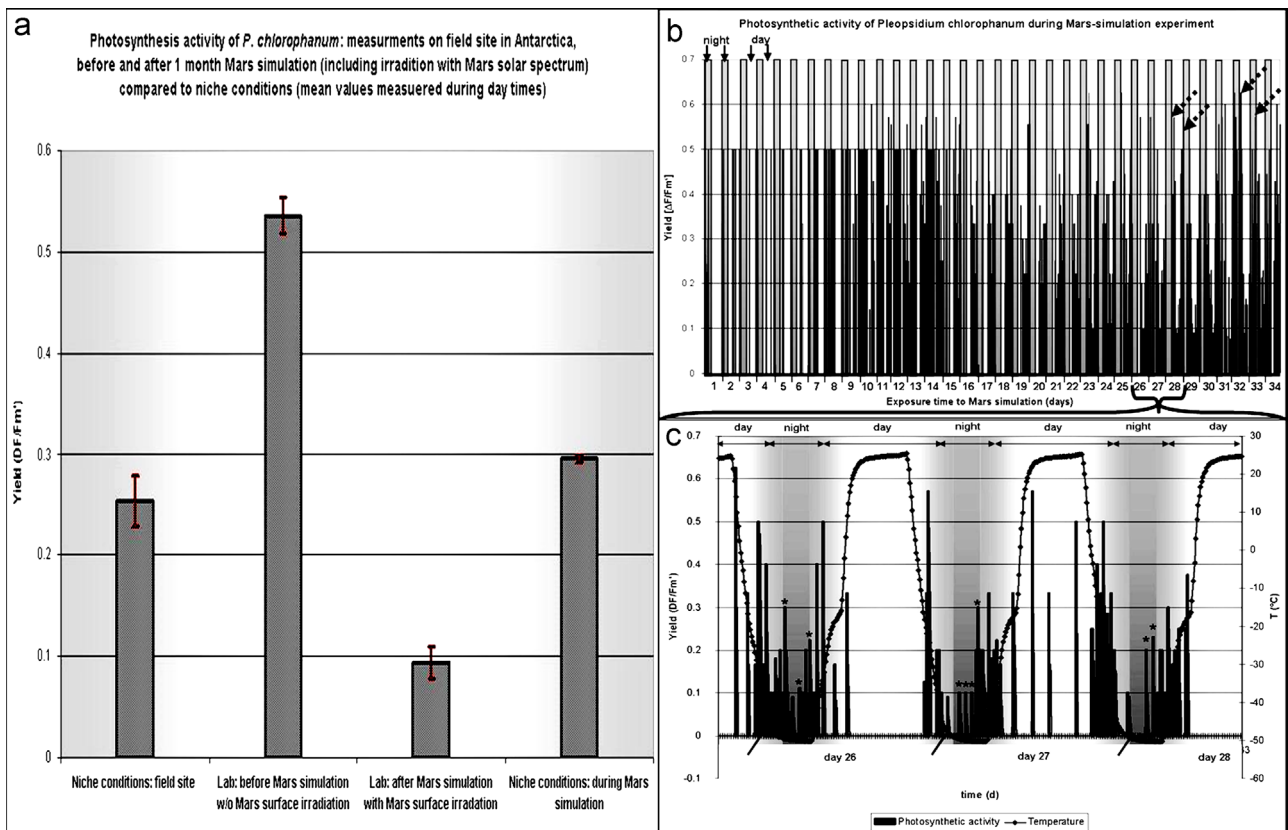 a
Photosynthesis activity of P. chlorophanum: measurments on field site in Antarctica,
before and after 1 month Mars simulation (including irradition with Mars solar spectrum)
compared to niche conditions (mean values measuered during day times)
0.6
0.5
0.4
0.3
0.2
0.1
0
Yield (DF/Fm')
Niche conditions: field site
Lab: before Mars simulation
w/o Mars surface irradiation
Lab: after Mars simulation
with Mars surface irradation
Niche conditions: during Mars
simulation
b
Photosynthetic activity of Pleopsidium chlorophanum during Mars-simulation experiment
night day
0.7
0.6
0.5
0.4
0.3
0.2
0.1
0
Yield [ΔF/Fm']
1 2 3 4 5 6 7 8 9 10 11 12 13 14 15 16 17 18 19 20 21 22 23 24 25 26 27 28 29 30 31 32 33 34
Exposure time to Mars simulation (days)
c
day night day night day night day
0.7
0.6
0.5
0.4
0.3
0.2
0.1
0
-0.1
Yield (DF/Fm')
30
20
10
0
-10
-20
-30
-40
-50
-60
T (°C)
* * * * *** * *
day 26 day 27 day 28
time (d)
Photosynthetic activity Temperature